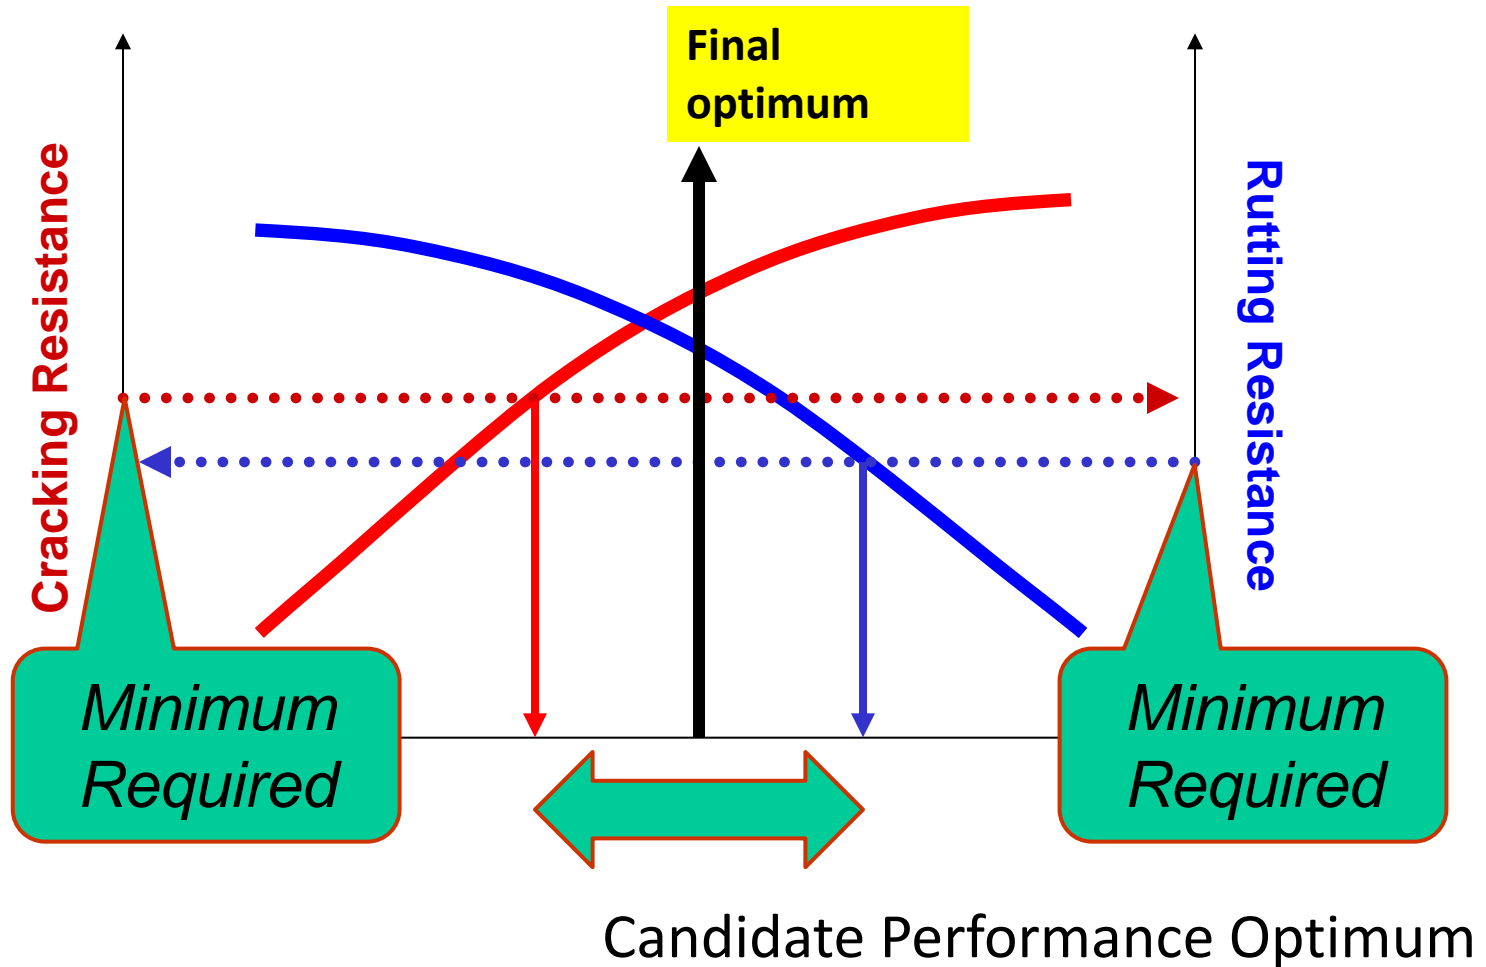 Final
optimum
Cracking Resistance
Rutting Resistance
Minimum
Required
Minimum
Required
Candidate Performance Optimum